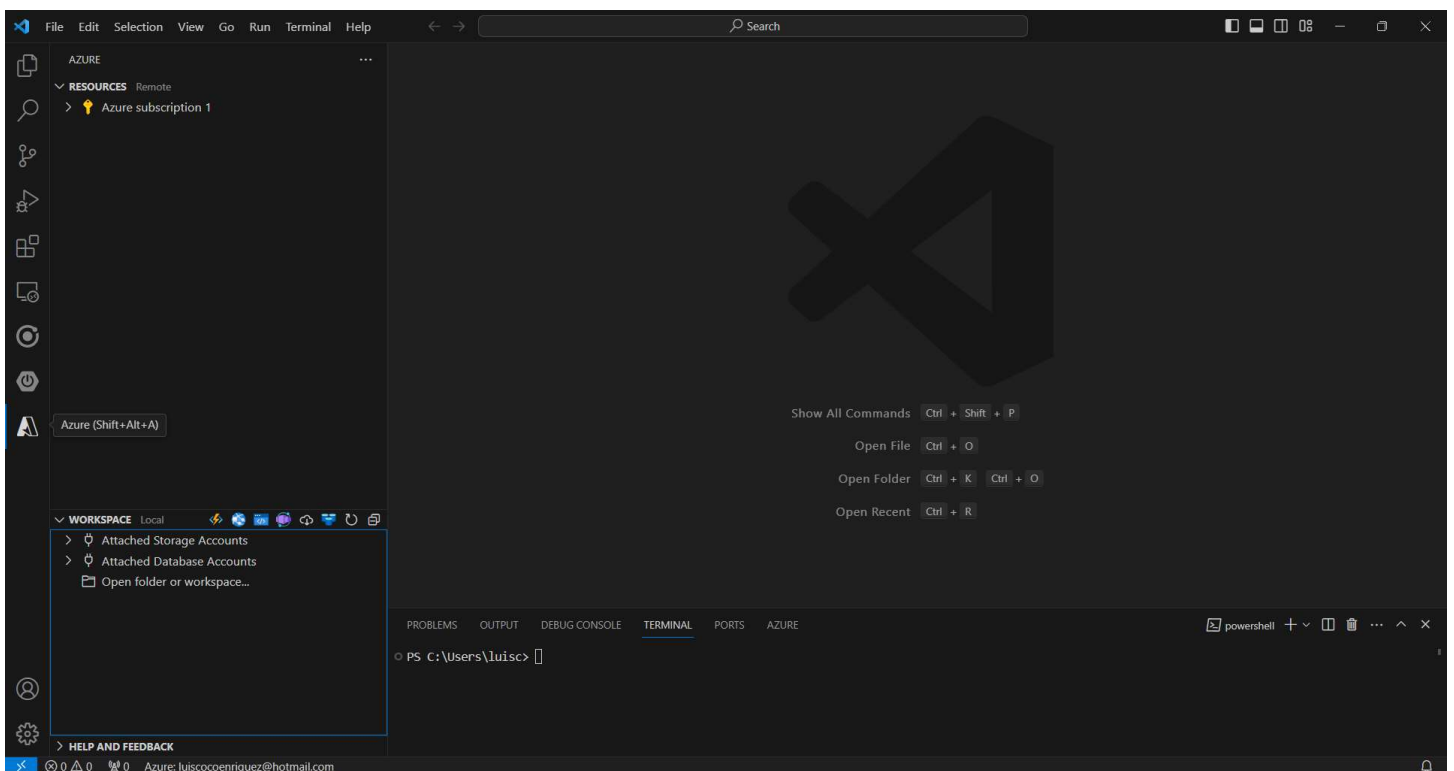 File Edit Selection View Go Run Terminal Help
Search
AZURE
RESOURCES Remote
Azure subscription 1
Azure (Shift+Alt+A)
Show All Commands Ctrl + Shift + P
Open File Ctrl + O
Open Folder Ctrl + K Ctrl + O
Open Recent Ctrl + R
WORKSPACE Local
Attached Storage Accounts
Attached Database Accounts
Open folder or workspace...
PROBLEMS OUTPUT DEBUG CONSOLE TERMINAL PORTS AZURE
powershell
PS C:\Users\luisc>
HELP AND FEEDBACK
0 0 0 Azure: luiscocoenriquez@hotmail.com